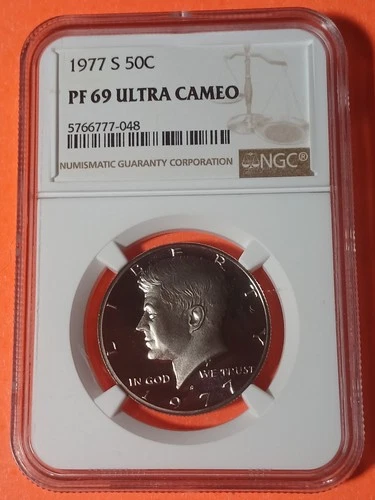 1977 S 50C
PF 69 ULTRA CAMEO
5766777-048
NUMISMATIC GUARANTY CORPORATION
NGC®
LIBERTY
IN GOD WE TRUST
S
1977